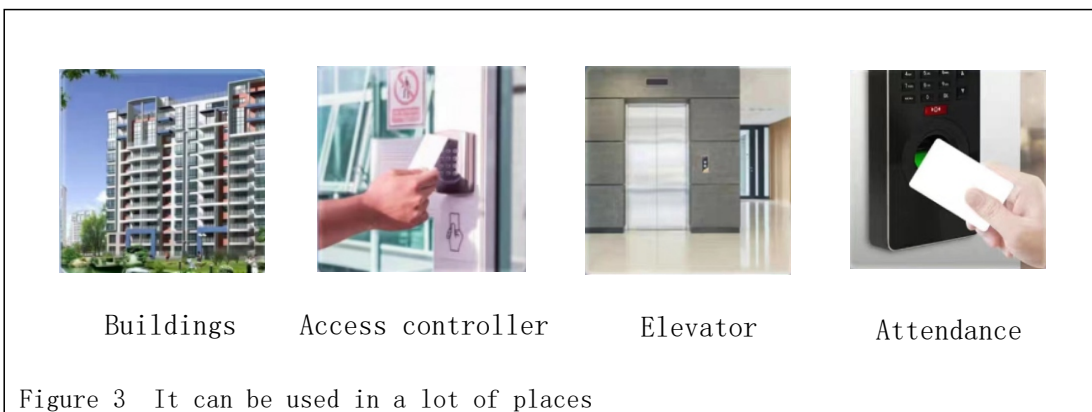 Buildings
Access controller
Elevator
Attendance
Figure 3  It can be used in a lot of places